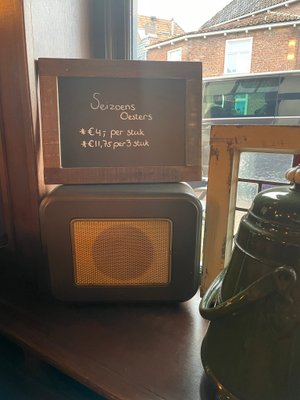 Seizoens
Oesters
*€4,- per stuk
*€11,75 per 3 stuk